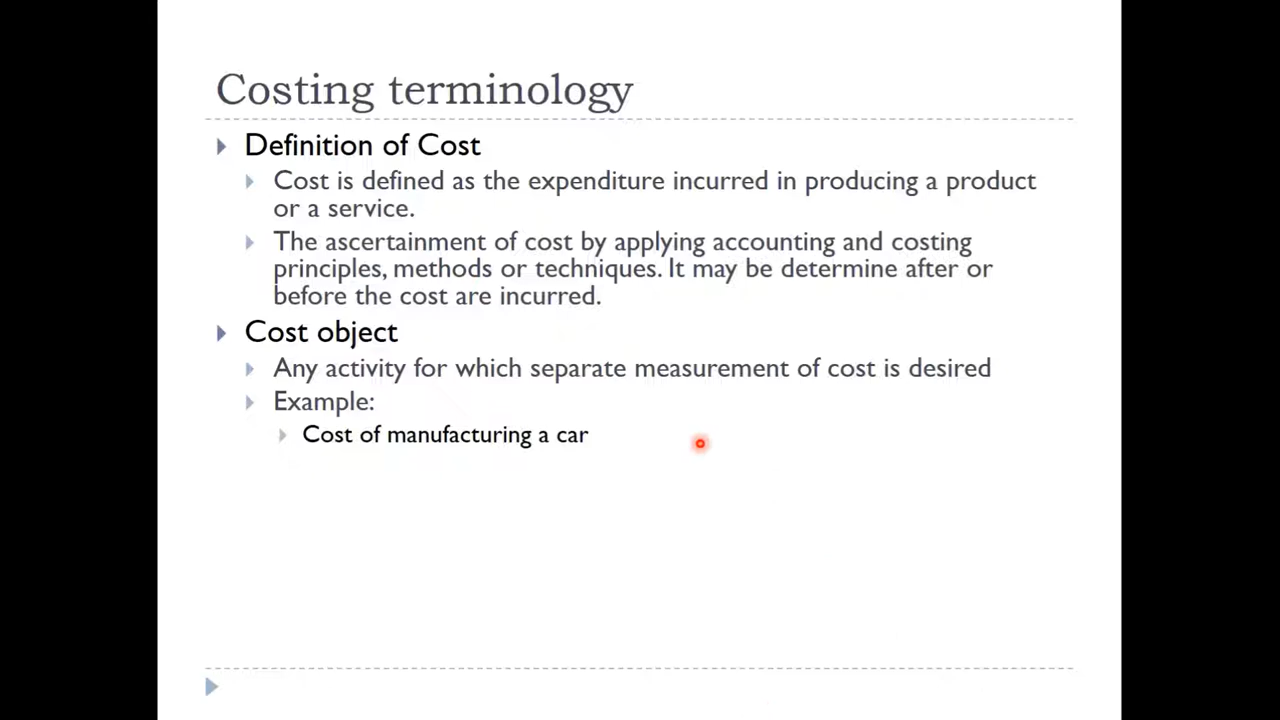 Costing terminology
Definition of Cost
Cost is defined as the expenditure incurred in producing a product
or a service.
The ascertainment of cost by applying accounting and costing
principles, methods or techniques. It may be determine after or
before the cost are incurred.
Cost object
Any activity for which separate measurement of cost is desired
Example:
Cost of manufacturing a car